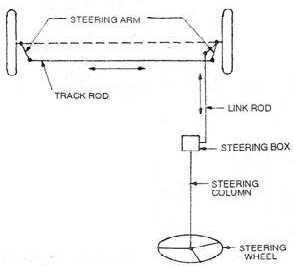 STEERING ARM
TRACK ROD
LINK ROD
STEERING BOX
STEERING
COLUMN
STEERING
WHEEL